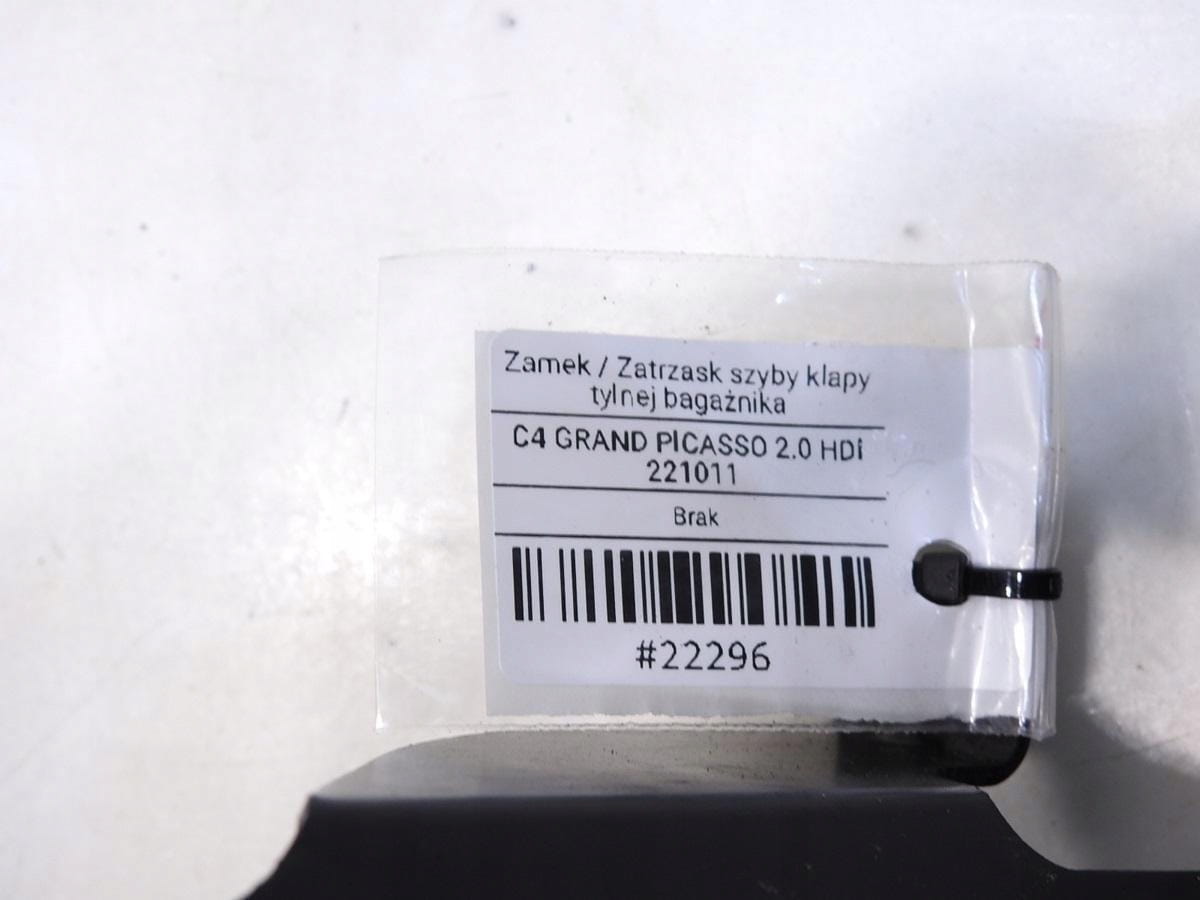 Zamek / Zatrzask szyby klapy
tylnej bagażnika
C4 GRAND PICASSO 2.0 HDi
221011
Brak
#22296